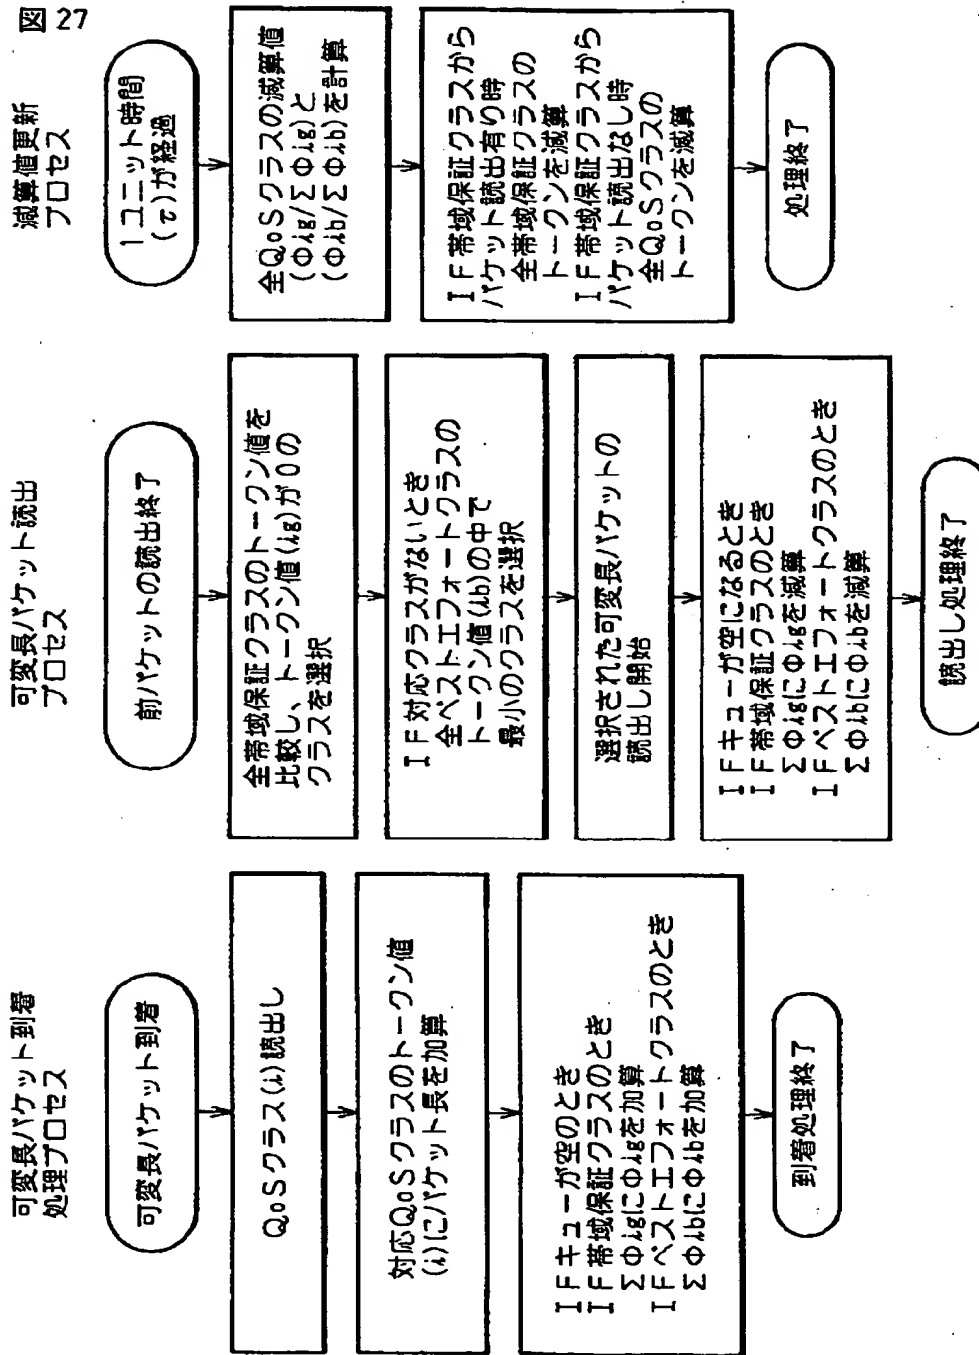 図 27
可変長パケット到着
処理プロセス
可変長パケット到着
QoSクラス(i)読出し
対応QoSクラスのトークン値
(i)にパケット長を加算
IFキューが空のとき
IF帯域保証クラスのとき
ΣΦigにΦigを加算
IFベストエフォートクラスのとき
ΣΦibにΦibを加算
到着処理終了
可変長パケット読出
プロセス
前パケットの読出終了
全帯域保証クラスのトークン値を
比較し、トークン値(ig)が0の
クラスを選択
IF対応クラスがないとき
全ベストエフォートクラスの
トークン値(ib)の中で
最小のクラスを選択
選択された可変長パケットの
読出し開始
IFキューが空になるとき
IF帯域保証クラスのとき
ΣΦigにΦigを減算
IFベストエフォートクラスのとき
ΣΦibにΦibを減算
読出し処理終了
減算値更新
プロセス
1ユニット時間
(τ)が経過
全QoSクラスの減算値
(Φig/ΣΦig)と
(Φib/ΣΦib)を計算
IF帯域保証クラスから
パケット読出有り時
全帯域保証クラスの
トークンを減算
IF帯域保証クラスから
パケット読出なし時
全QoSクラスの
トークンを減算
処理終了